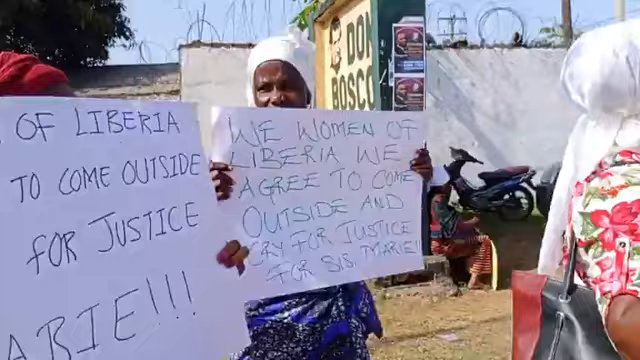 OF LIBERIA
TO COME OUTSIDE
FOR JUSTICE
ARIE!!!
WE WOMEN OF
LIBERIA WE
AGREE TO COME
OUTSIDE AND
CRY FOR JUSTICE
FOR SIS. MARIE!!
DON
BOSCO